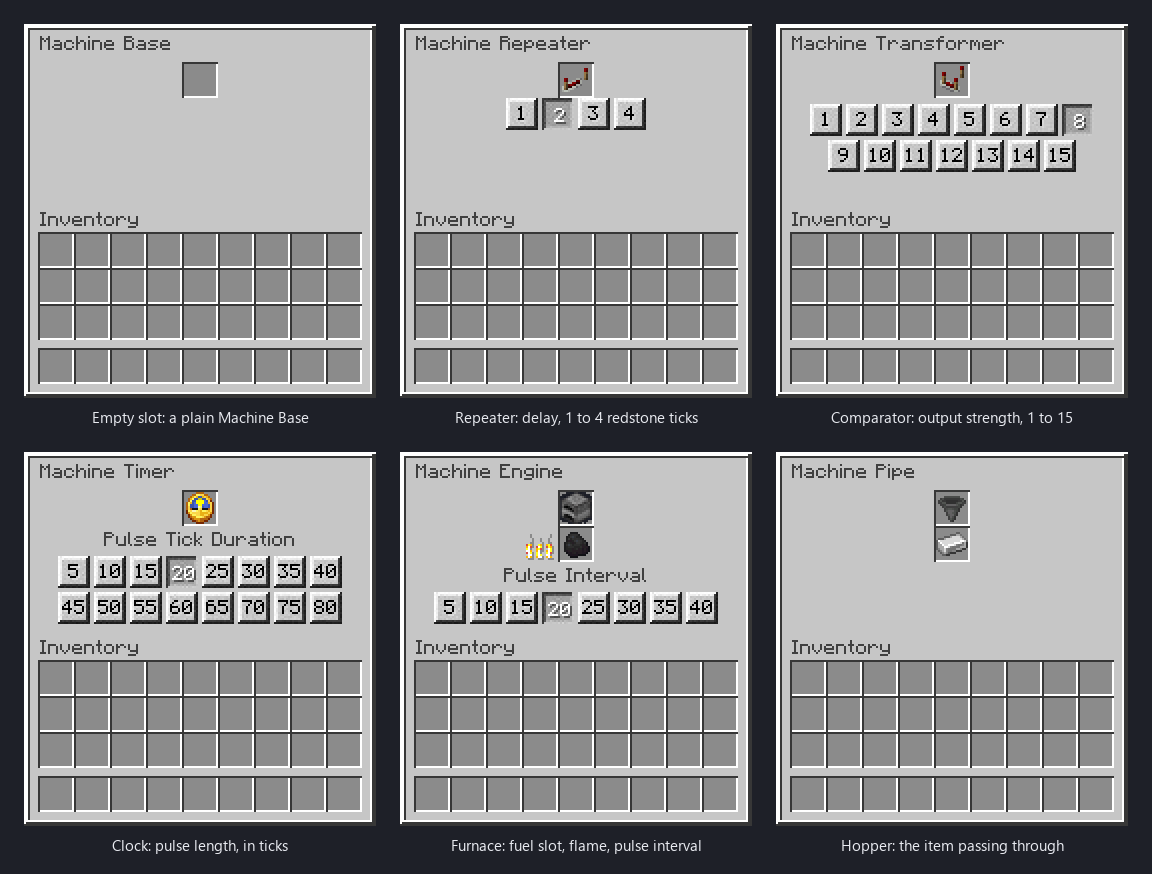 Machine Base
Inventory
Empty slot: a plain Machine Base
Machine Repeater
1 2 3 4
Inventory
Repeater: delay, 1 to 4 redstone ticks
Machine Transformer
1 2 3 4 5 6 7 8
9 10 11 12 13 14 15
Inventory
Comparator: output strength, 1 to 15
Machine Timer
Pulse Tick Duration
5 10 15 20 25 30 35 40
45 50 55 60 65 70 75 80
Inventory
Clock: pulse length, in ticks
Machine Engine
Pulse Interval
5 10 15 20 25 30 35 40
Inventory
Furnace: fuel slot, flame, pulse interval
Machine Pipe
Inventory
Hopper: the item passing through